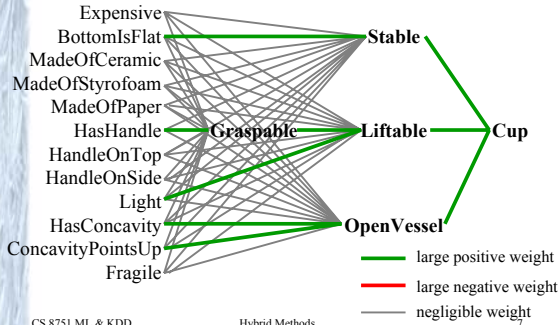 Expensive
BottomIsFlat
Stable
MadeOfCeramic
MadeOfStyrofoam
MadeOfPaper
HasHandle
Graspable
Liftable
Cup
HandleOnTop
HandleOnSide
Light
HasConcavity
OpenVessel
ConcavityPointsUp
Fragile
large positive weight
large negative weight
negligible weight
CS 8751 ML & KDD
Hybrid Methods
7